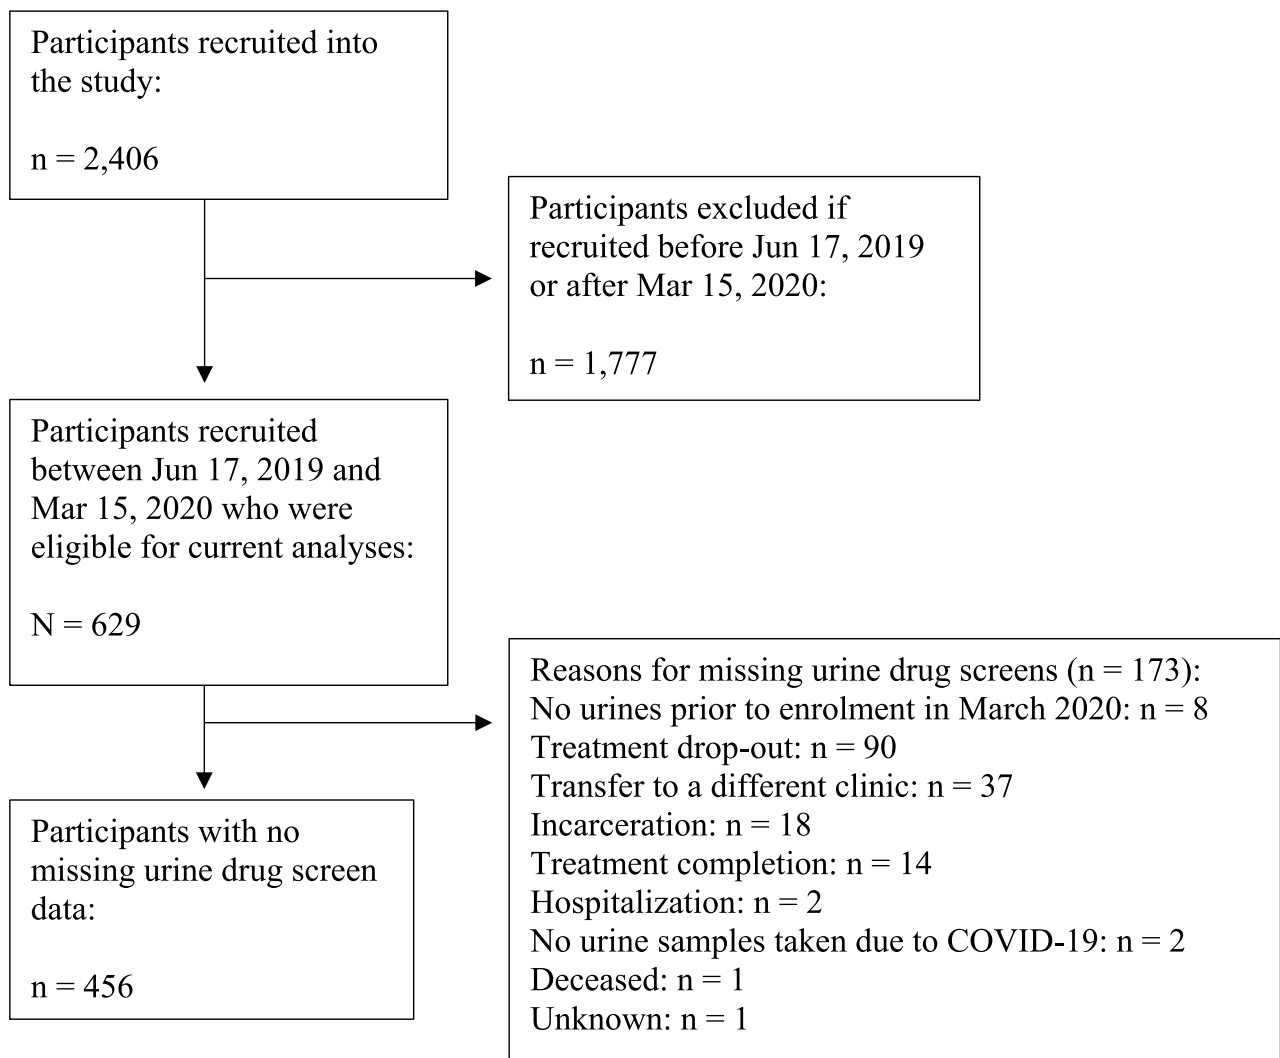 Participants recruited into
the study:
n = 2,406
Participants excluded if
recruited before Jun 17, 2019
or after Mar 15, 2020:
n = 1,777
Participants recruited
between Jun 17, 2019 and
Mar 15, 2020 who were
eligible for current analyses:
N = 629
Reasons for missing urine drug screens (n = 173):
No urines prior to enrolment in March 2020: n = 8
Treatment drop-out: n = 90
Transfer to a different clinic: n = 37
Incarceration: n = 18
Treatment completion: n = 14
Hospitalization: n = 2
No urine samples taken due to COVID-19: n = 2
Deceased: n = 1
Unknown: n = 1
Participants with no
missing urine drug screen
data:
n = 456